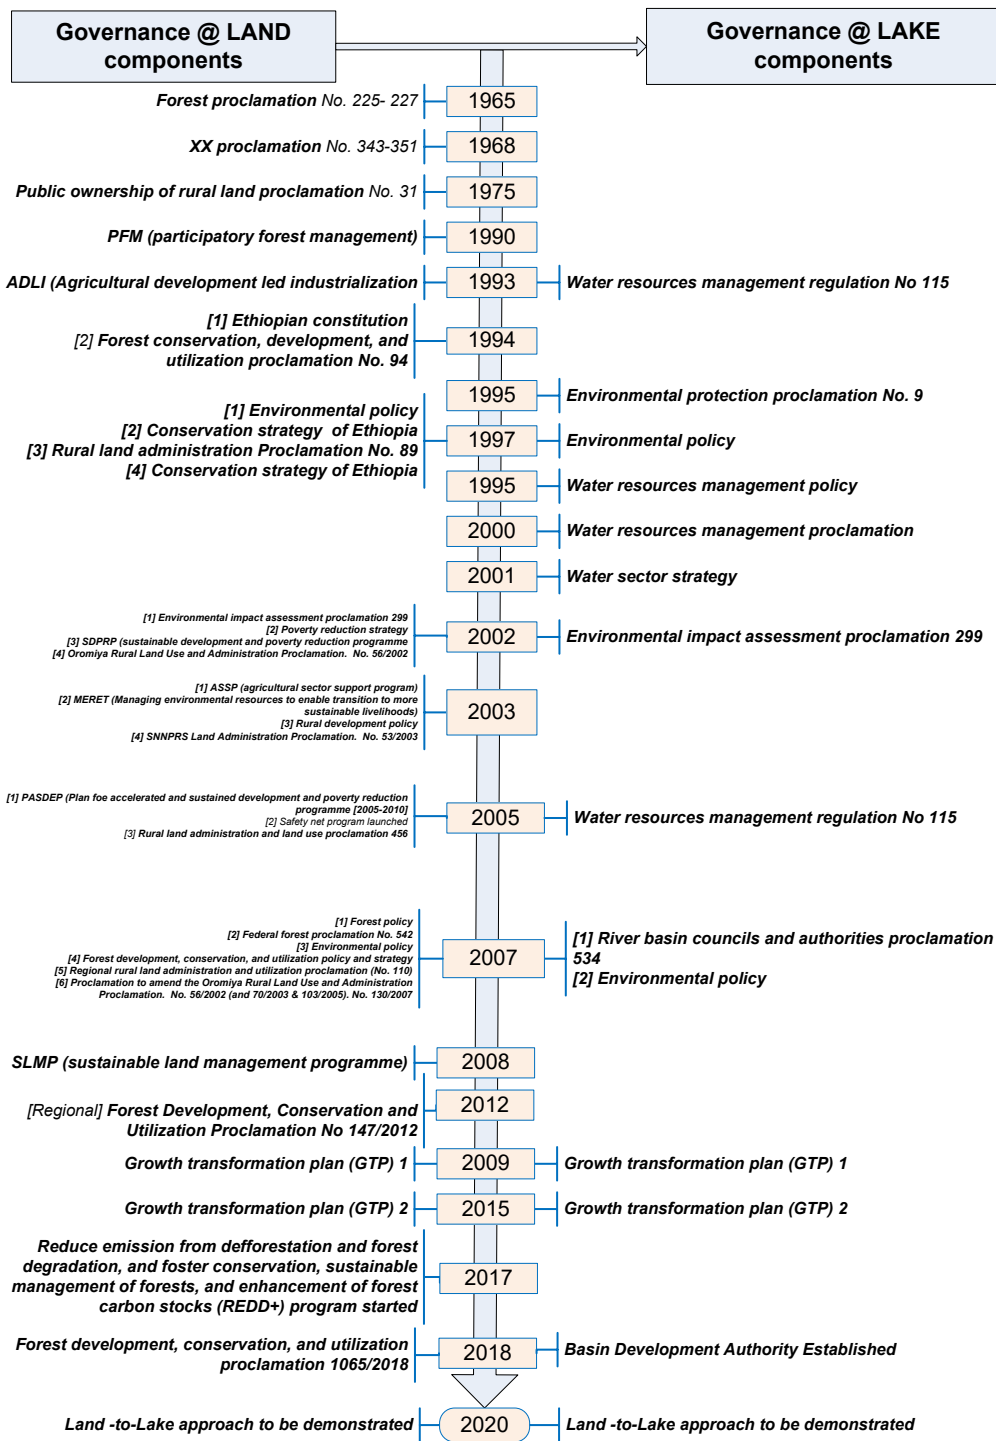 Governance @ LAND
components
Governance @ LAKE
components
Forest proclamation No. 225- 227
1965
XX proclamation No. 343-351
1968
Public ownership of rural land proclamation No. 31
1975
PFM (participatory forest management)
1990
ADLI (Agricultural development led industrialization
1993
Water resources management regulation No 115
[1] Ethiopian constitution
[2] Forest conservation, development, and
utilization proclamation No. 94
1994
1995
Environmental protection proclamation No. 9
[1] Environmental policy
[2] Conservation strategy of Ethiopia
[3] Rural land administration Proclamation No. 89
[4] Conservation strategy of Ethiopia
1997
Environmental policy
1995
Water resources management policy
2000
Water resources management proclamation
2001
Water sector strategy
[1] Environmental impact assessment proclamation 299
[2] Poverty reduction strategy
[3] SDPRP (sustainable development and poverty reduction programme
[4] Oromiya Rural Land Use and Administration Proclamation. No. 56/2002
2002
Environmental impact assessment proclamation 299
[1] ASSP (agricultural sector support program)
[2] MERET (Managing environmental resources to enable transition to more
sustainable livelihoods)
[3] Rural development policy
[4] SNNPRS Land Administration Proclamation. No. 53/2003
2003
[1] PASDEP (Plan foe accelerated and sustained development and poverty reduction
programme [2005-2010]
[2] Safety net program launched
[3] Rural land administration and land use proclamation 456
2005
Water resources management regulation No 115
[1] Forest policy
[2] Federal forest proclamation No. 542
[3] Environmental policy
[4] Forest development, conservation, and utilization policy and strategy
[5] Regional rural land administration and utilization proclamation (No. 110)
[6] Proclamation to amend the Oromiya Rural Land Use and Administration
Proclamation. No. 56/2002 (and 70/2003 & 103/2005). No. 130/2007
2007
[1] River basin councils and authorities proclamation
534
[2] Environmental policy
SLMP (sustainable land management programme)
2008
[Regional] Forest Development, Conservation and
Utilization Proclamation No 147/2012
2012
Growth transformation plan (GTP) 1
2009
Growth transformation plan (GTP) 1
Growth transformation plan (GTP) 2
2015
Growth transformation plan (GTP) 2
Reduce emission from defforestation and forest
degradation, and foster conservation, sustainable
management of forests, and enhancement of forest
carbon stocks (REDD+) program started
2017
Forest development, conservation, and utilization
proclamation 1065/2018
2018
Basin Development Authority Established
Land -to-Lake approach to be demonstrated
2020
Land -to-Lake approach to be demonstrated